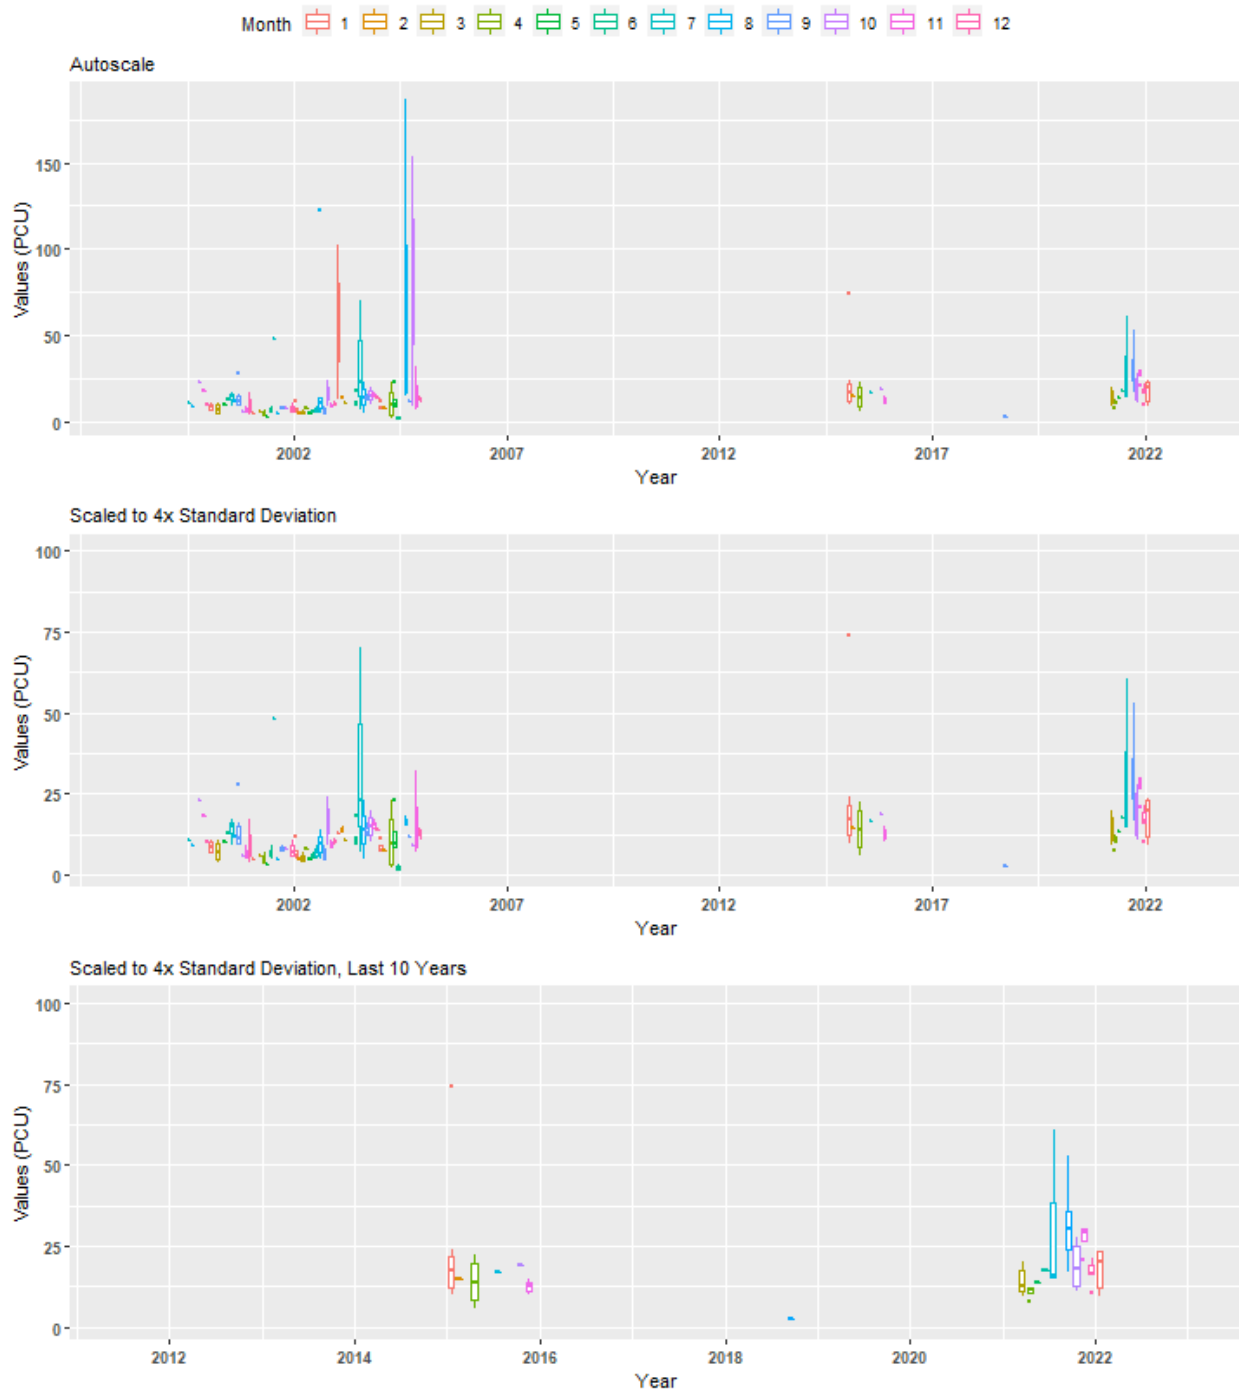 Month 1 2 3 4 5 6 7 8 9 10 11 12
Autoscale
Values (PCU)
150
100
50
0
2002 2007 2012 2017 2022
Year
Scaled to 4x Standard Deviation
Values (PCU)
100
75
50
25
0
2002 2007 2012 2017 2022
Year
Scaled to 4x Standard Deviation, Last 10 Years
Values (PCU)
100
75
50
25
0
2012 2014 2016 2018 2020 2022
Year